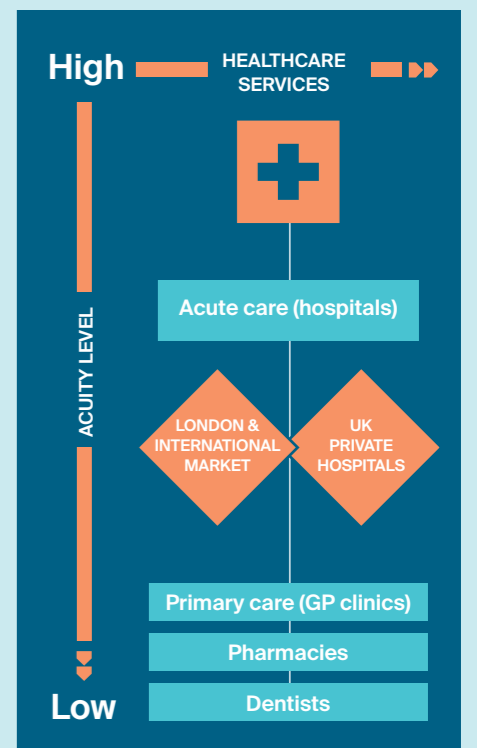 High
HEALTHCARE
SERVICES
ACUITY LEVEL
Acute care (hospitals)
LONDON &
INTERNATIONAL
MARKET
UK
PRIVATE
HOSPITALS
Primary care (GP clinics)
Pharmacies
Dentists
Low